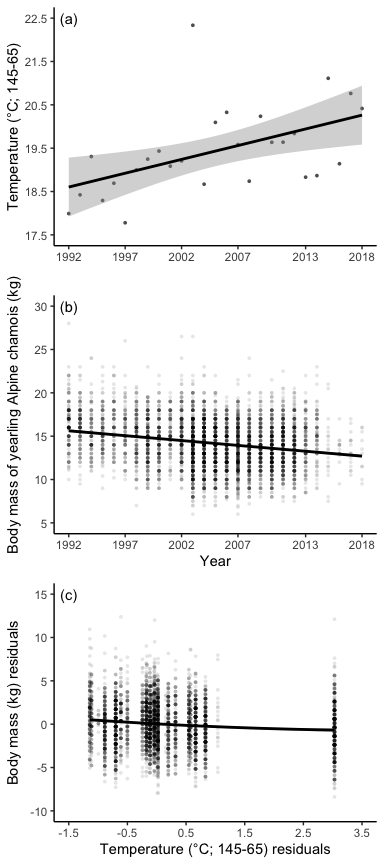 (a)
Temperature (°C; 145-65)
22.5
21.5
20.5
19.5
18.5
17.5
1992 1997 2002 2007 2013 2018
(b)
Body mass of yearling Alpine chamois (kg)
30
25
20
15
10
5
1992 1997 2002 2007 2013 2018
Year
(c)
Body mass (kg) residuals
15
10
5
0
-5
-10
-1.5 -0.5 0.5 1.5 2.5 3.5
Temperature (°C; 145-65) residuals